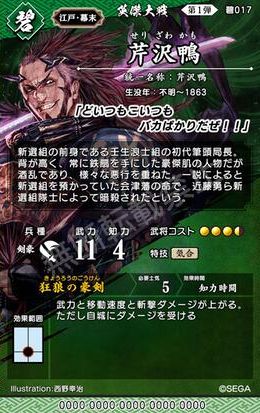 碧
江戸・幕末
英傑大戦
第1弾
碧017
せり ざわ かも
芹沢鴨
統一名称：芹沢鴨
生没年：不明～1863
「どいつもこいつも
バカばかりだぜ！！」
新選組の前身である壬生浪士組の初代筆頭局長。
背が高く、常に鉄扇を手にした豪傑肌の人物だが
酒乱であり、様々な悪行を重ねた。一説によると
新選組を預かっていた会津藩の命で、近藤勇ら新
選組隊士によって暗殺されたという。
兵種 武力 知力 武将コスト
剣豪 11 4 特技 気合
きょうろうのごうけん
狂狼の豪剣
必要士気 5
効果時間 知力時間
効果範囲
武力と移動速度と斬撃ダメージが上がる。
ただし自城にダメージを受ける
Illustration:西野幸治
©SEGA
0000-0000-0000-0000-0000